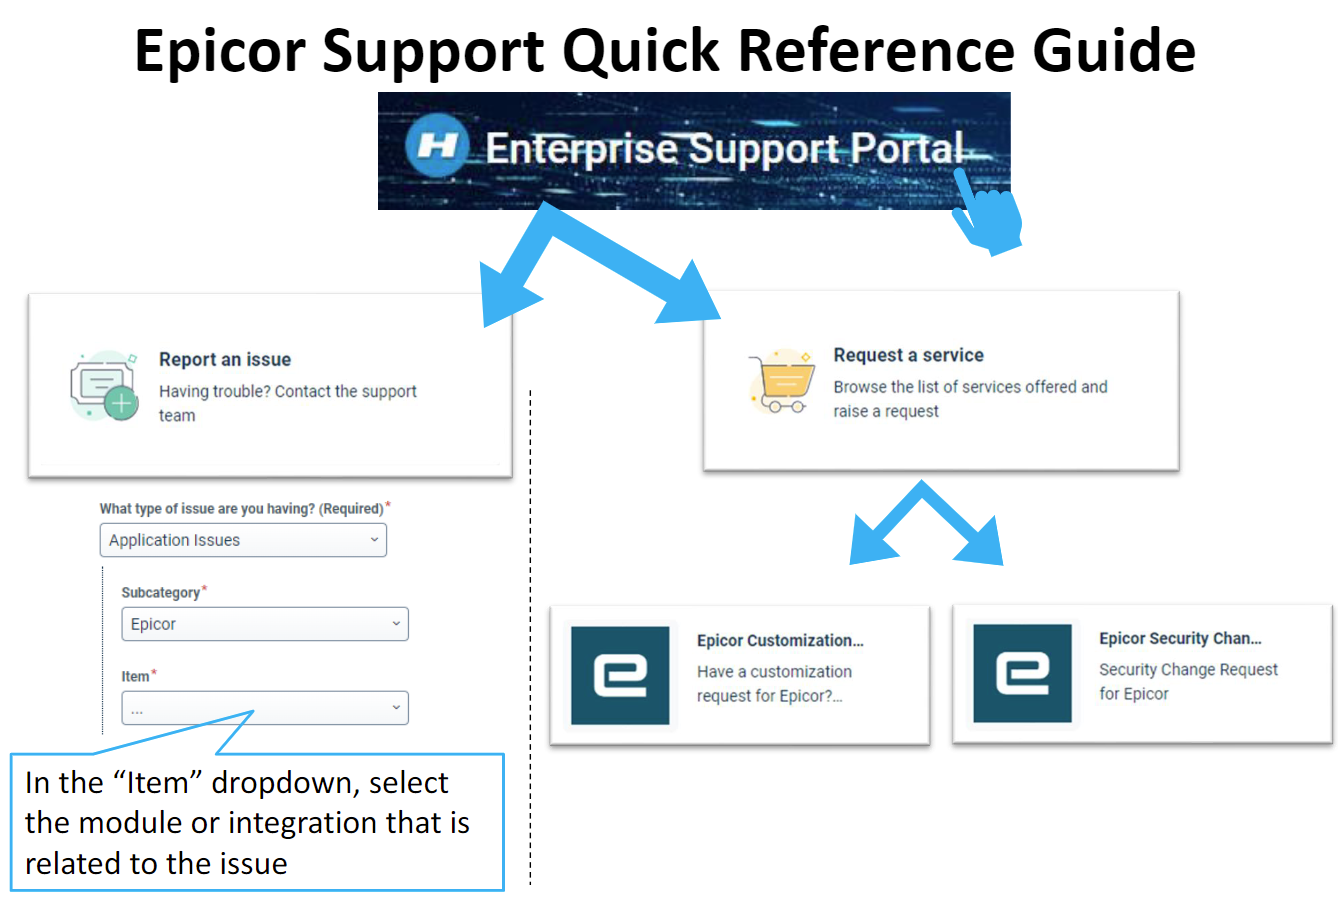 Epicor Support Quick Reference Guide
H Enterprise Support Portal
Report an issue
Having trouble? Contact the support
team
What type of issue are you having? (Required)*
Application Issues
Subcategory*
Epicor
Item*
...
In the “Item” dropdown, select
the module or integration that is
related to the issue
Request a service
Browse the list of services offered and
raise a request
e
Epicor Customization...
Have a customization
request for Epicor?...
e
Epicor Security Chan...
Security Change Request
for Epicor